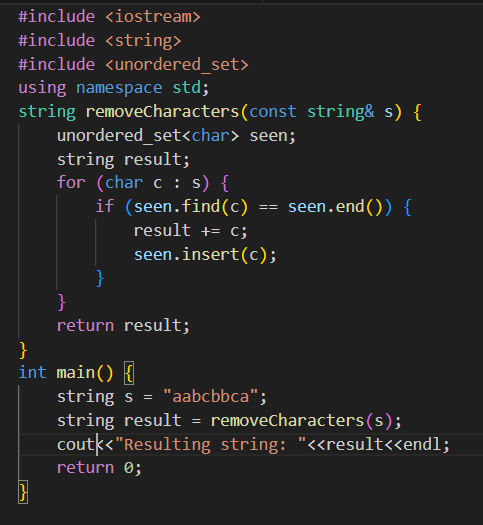 #include <iostream>
#include <string>
#include <unordered_set>
using namespace std;
string removeCharacters(const string& s) {
    unordered_set<char> seen;
    string result;
    for (char c : s) {
        if (seen.find(c) == seen.end()) {
            result += c;
            seen.insert(c);
        }
    }
    return result;
}
int main() {
    string s = "aabcbbca";
    string result = removeCharacters(s);
    cout<<"Resulting string: "<<result<<endl;
    return 0;
}